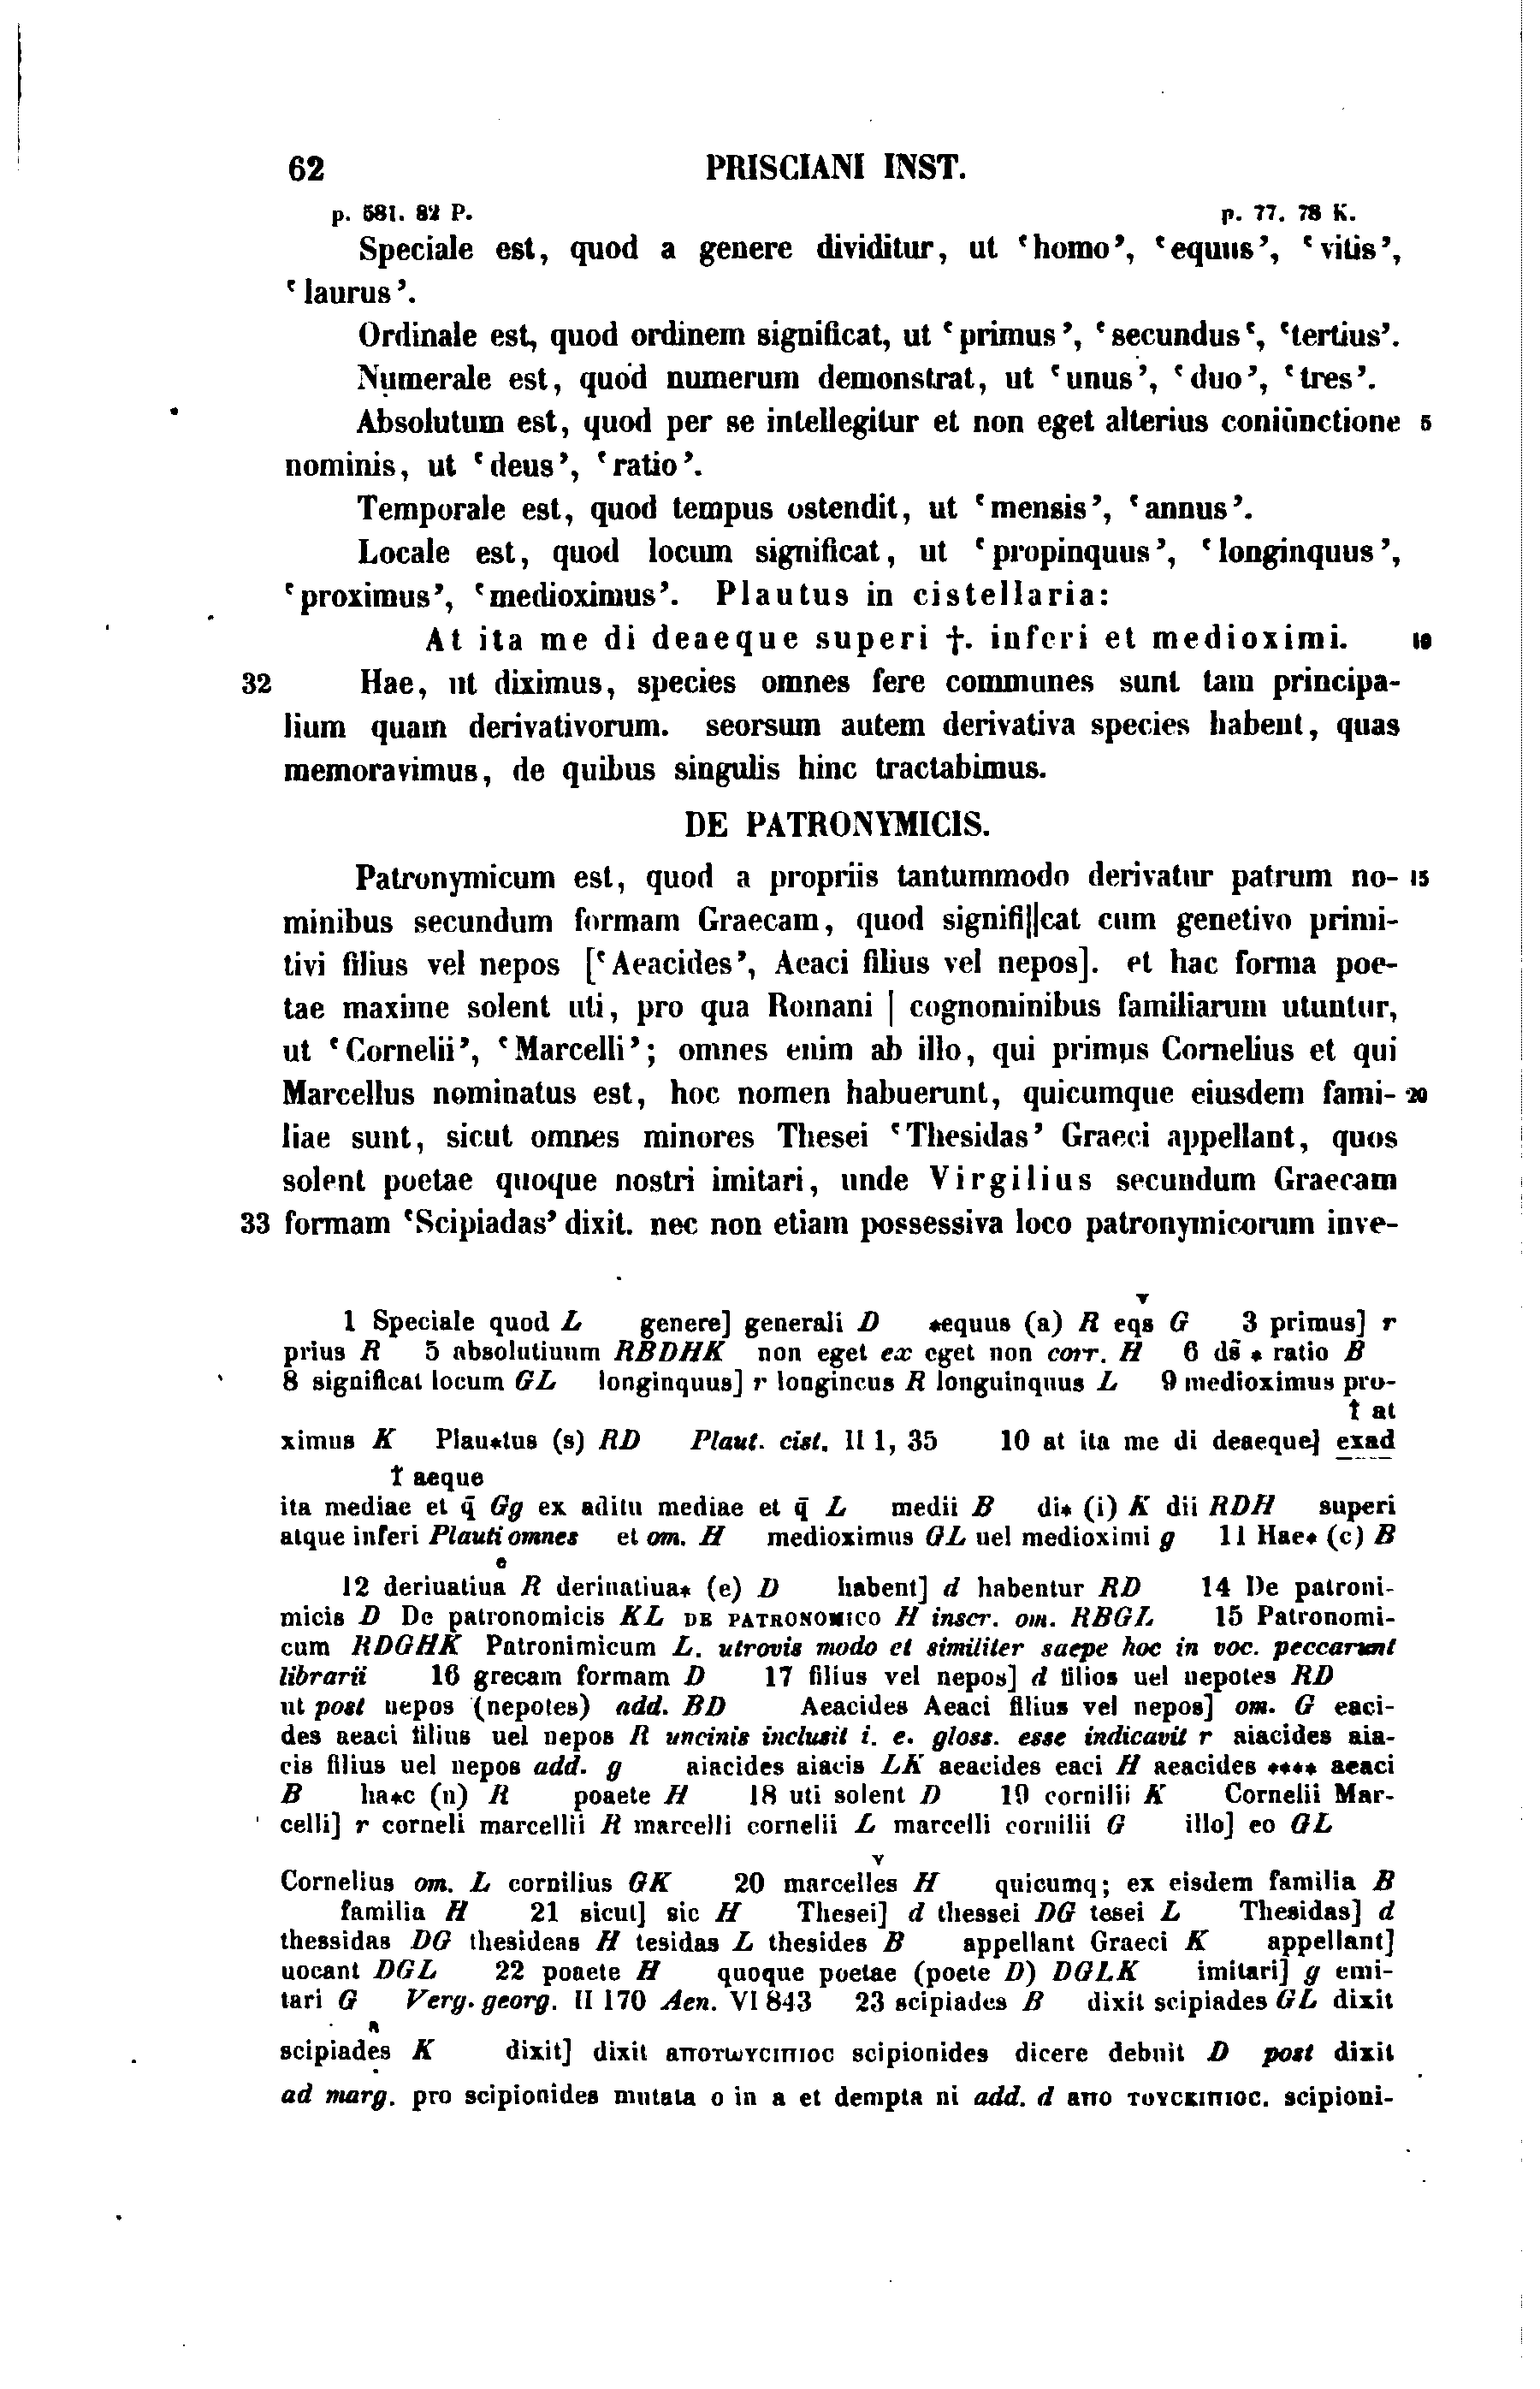 62 PRISCIANI INST.
p. 581. 82 P. p. 77. 78 K.
Speciale est, quod a genere dividitur, ut ‘homo’, ‘equus’, ‘vitis’,
‘laurus’.
Ordinale est, quod ordinem significat, ut ‘primus’, ‘secundus‘, ‘tertius’.
Numerale est, quod numerum demonstrat, ut ‘unus’, ‘duo’, ‘tres’.
Absolutum est, quod per se intellegitur et non eget alterius coniunctione 5
nominis, ut ‘deus’, ‘ratio’.
Temporale est, quod tempus ostendit, ut ‘mensis’, ‘annus’.
Locale est, quod locum significat, ut ‘propinquus’, ‘longinquus’,
‘proximus’, ‘medioximus’. Plautus in cistellaria:
At ita me di deaeque superi †. inferi et medioximi. 10
32 Hae, ut diximus, species omnes fere communes sunt tam principa-
lium quam derivativorum. seorsum autem derivativa species habent, quas
memoravimus, de quibus singulis hinc tractabimus.
DE PATRONYMICIS.
Patronymicum est, quod a propriis tantummodo derivatur patrum no- 15
minibus secundum formam Graecam, quod signifi||cat cum genetivo primi-
tivi filius vel nepos [‘Aeacides’, Aeaci filius vel nepos]. et hac forma poe-
tae maxime solent uti, pro qua Romani | cognominibus familiarum utuntur,
ut ‘Cornelii’, ‘Marcelli’; omnes enim ab illo, qui primus Cornelius et qui
Marcellus nominatus est, hoc nomen habuerunt, quicumque eiusdem fami- 20
liae sunt, sicut omnes minores Thesei ‘Thesidas’ Graeci appellant, quos
solent poetae quoque nostri imitari, unde Virgilius secundum Graecam
33 formam ‘Scipiadas’ dixit. nec non etiam possessiva loco patronymicorum inve-
v
1 Speciale quod L genere] generali D *equus (a) R eqs G 3 primus] r
prius R 5 absolutiuum RBDHK non eget ex eget non corr. H 6 ds̄ * ratio B
8 significat locum GL longinquus] r longincus R longuinquus L 9 medioximus pro-
ł at
ximus K Plau*tus (s) RD Plaut. cist. II 1, 35 10 at ita me di deaeque] exad
ł aeque
ita mediae et q̄ Gg ex aditu mediae et q̄ L medii B di* (i) K dii RDH superi
atque inferi Plauti omnes et om. H medioximus GL uel medioximi g 11 Hae* (c) B
e
12 deriuatiua R deriuatiua* (e) D habent] d habentur RD 14 De patroni-
micis D De patronomicis KL DE PATRONOMICO H inscr. om. RBGL 15 Patronomi-
cum RDGHK Patronimicum L. utrovis modo et similiter saepe hoc in voc. peccarunt
librarii 16 grecam formam D 17 filius vel nepos] d filios uel nepotes RD
ut post nepos (nepotes) add. BD Aeacides Aeaci filius vel nepos] om. G eaci-
des aeaci filius uel nepos R uncinis inclusit i. e. gloss. esse indicavit r aiacides aia-
cis filius uel nepos add. g aiacides aiacis LK aeacides eaci H aeacides **** aeaci
B ha*c (n) R poaete H 18 uti solent D 19 cornilii K Cornelii Mar-
celli] r corneli marcellii R marcelli cornelii L marcelli cornilii G illo] eo GL
v
Cornelius om. L cornilius GK 20 marcelles H quicumq; ex eisdem familia B
familia H 21 sicut] sic H Thesei] d thessei DG tesei L Thesidas] d
thessidas DG thesideas H tesidas L thesides B appellant Graeci K appellant]
uocant DGL 22 poaete H quoque poetae (poete D) DGLK imitari] g emi-
tari G Verg. georg. II 170 Aen. VI 843 23 scipiades B dixit scipiades GL dixit
a
scipiades K dixit] dixit ΑΠΟΤωΥCΙΠΙΟC scipionides dicere debuit D post dixit
ad marg. pro scipionides mutata o in a et dempta ni add. d ΑΠΟ ΤΟΥCΚΙΠΙΟC. scipioni-